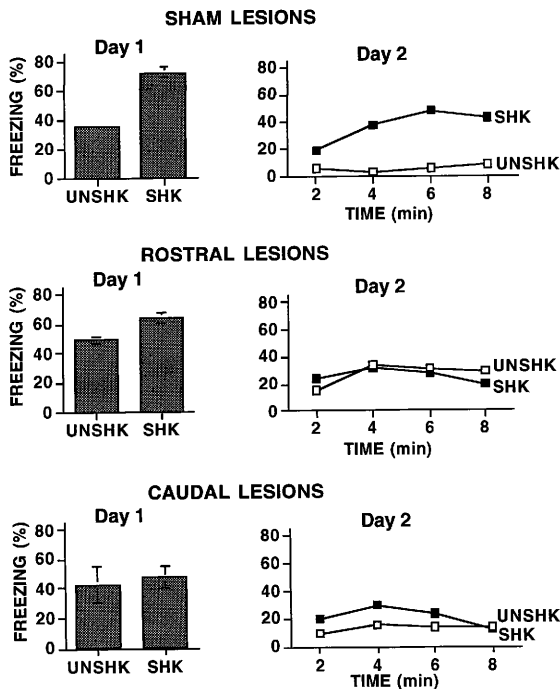 SHAM LESIONS
Day 1
Day 2
FREEZING (%)
80
60
40
20
0
UNSHK SHK
80
60
40
20
0
SHK
UNSHK
2 4 6 8
TIME (min)
ROSTRAL LESIONS
Day 1
Day 2
FREEZING (%)
80
60
40
20
0
UNSHK SHK
80
60
40
20
0
UNSHK
SHK
2 4 6 8
TIME (min)
CAUDAL LESIONS
Day 1
Day 2
FREEZING (%)
80
60
40
20
0
UNSHK SHK
80
60
40
20
0
UNSHK
SHK
2 4 6 8
TIME (min)